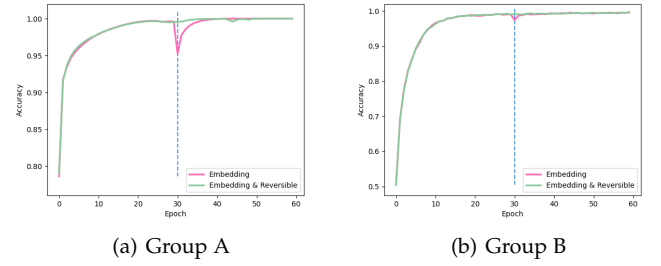 1.00
0.95
0.90
0.85
0.80
Accuracy
0 10 20 30 40 50 60
Epoch
Embedding
Embedding & Reversible
(a) Group A
1.0
0.9
0.8
0.7
0.6
0.5
Accuracy
0 10 20 30 40 50 60
Epoch
Embedding
Embedding & Reversible
(b) Group B